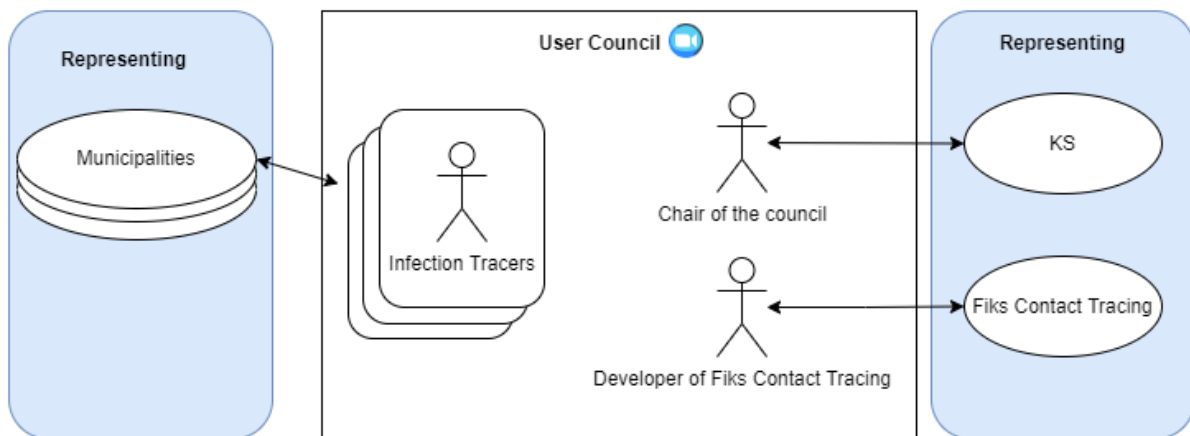 Representing
Municipalities
User Council
Infection Tracers
Chair of the council
Developer of Fiks Contact Tracing
Representing
KS
Fiks Contact Tracing